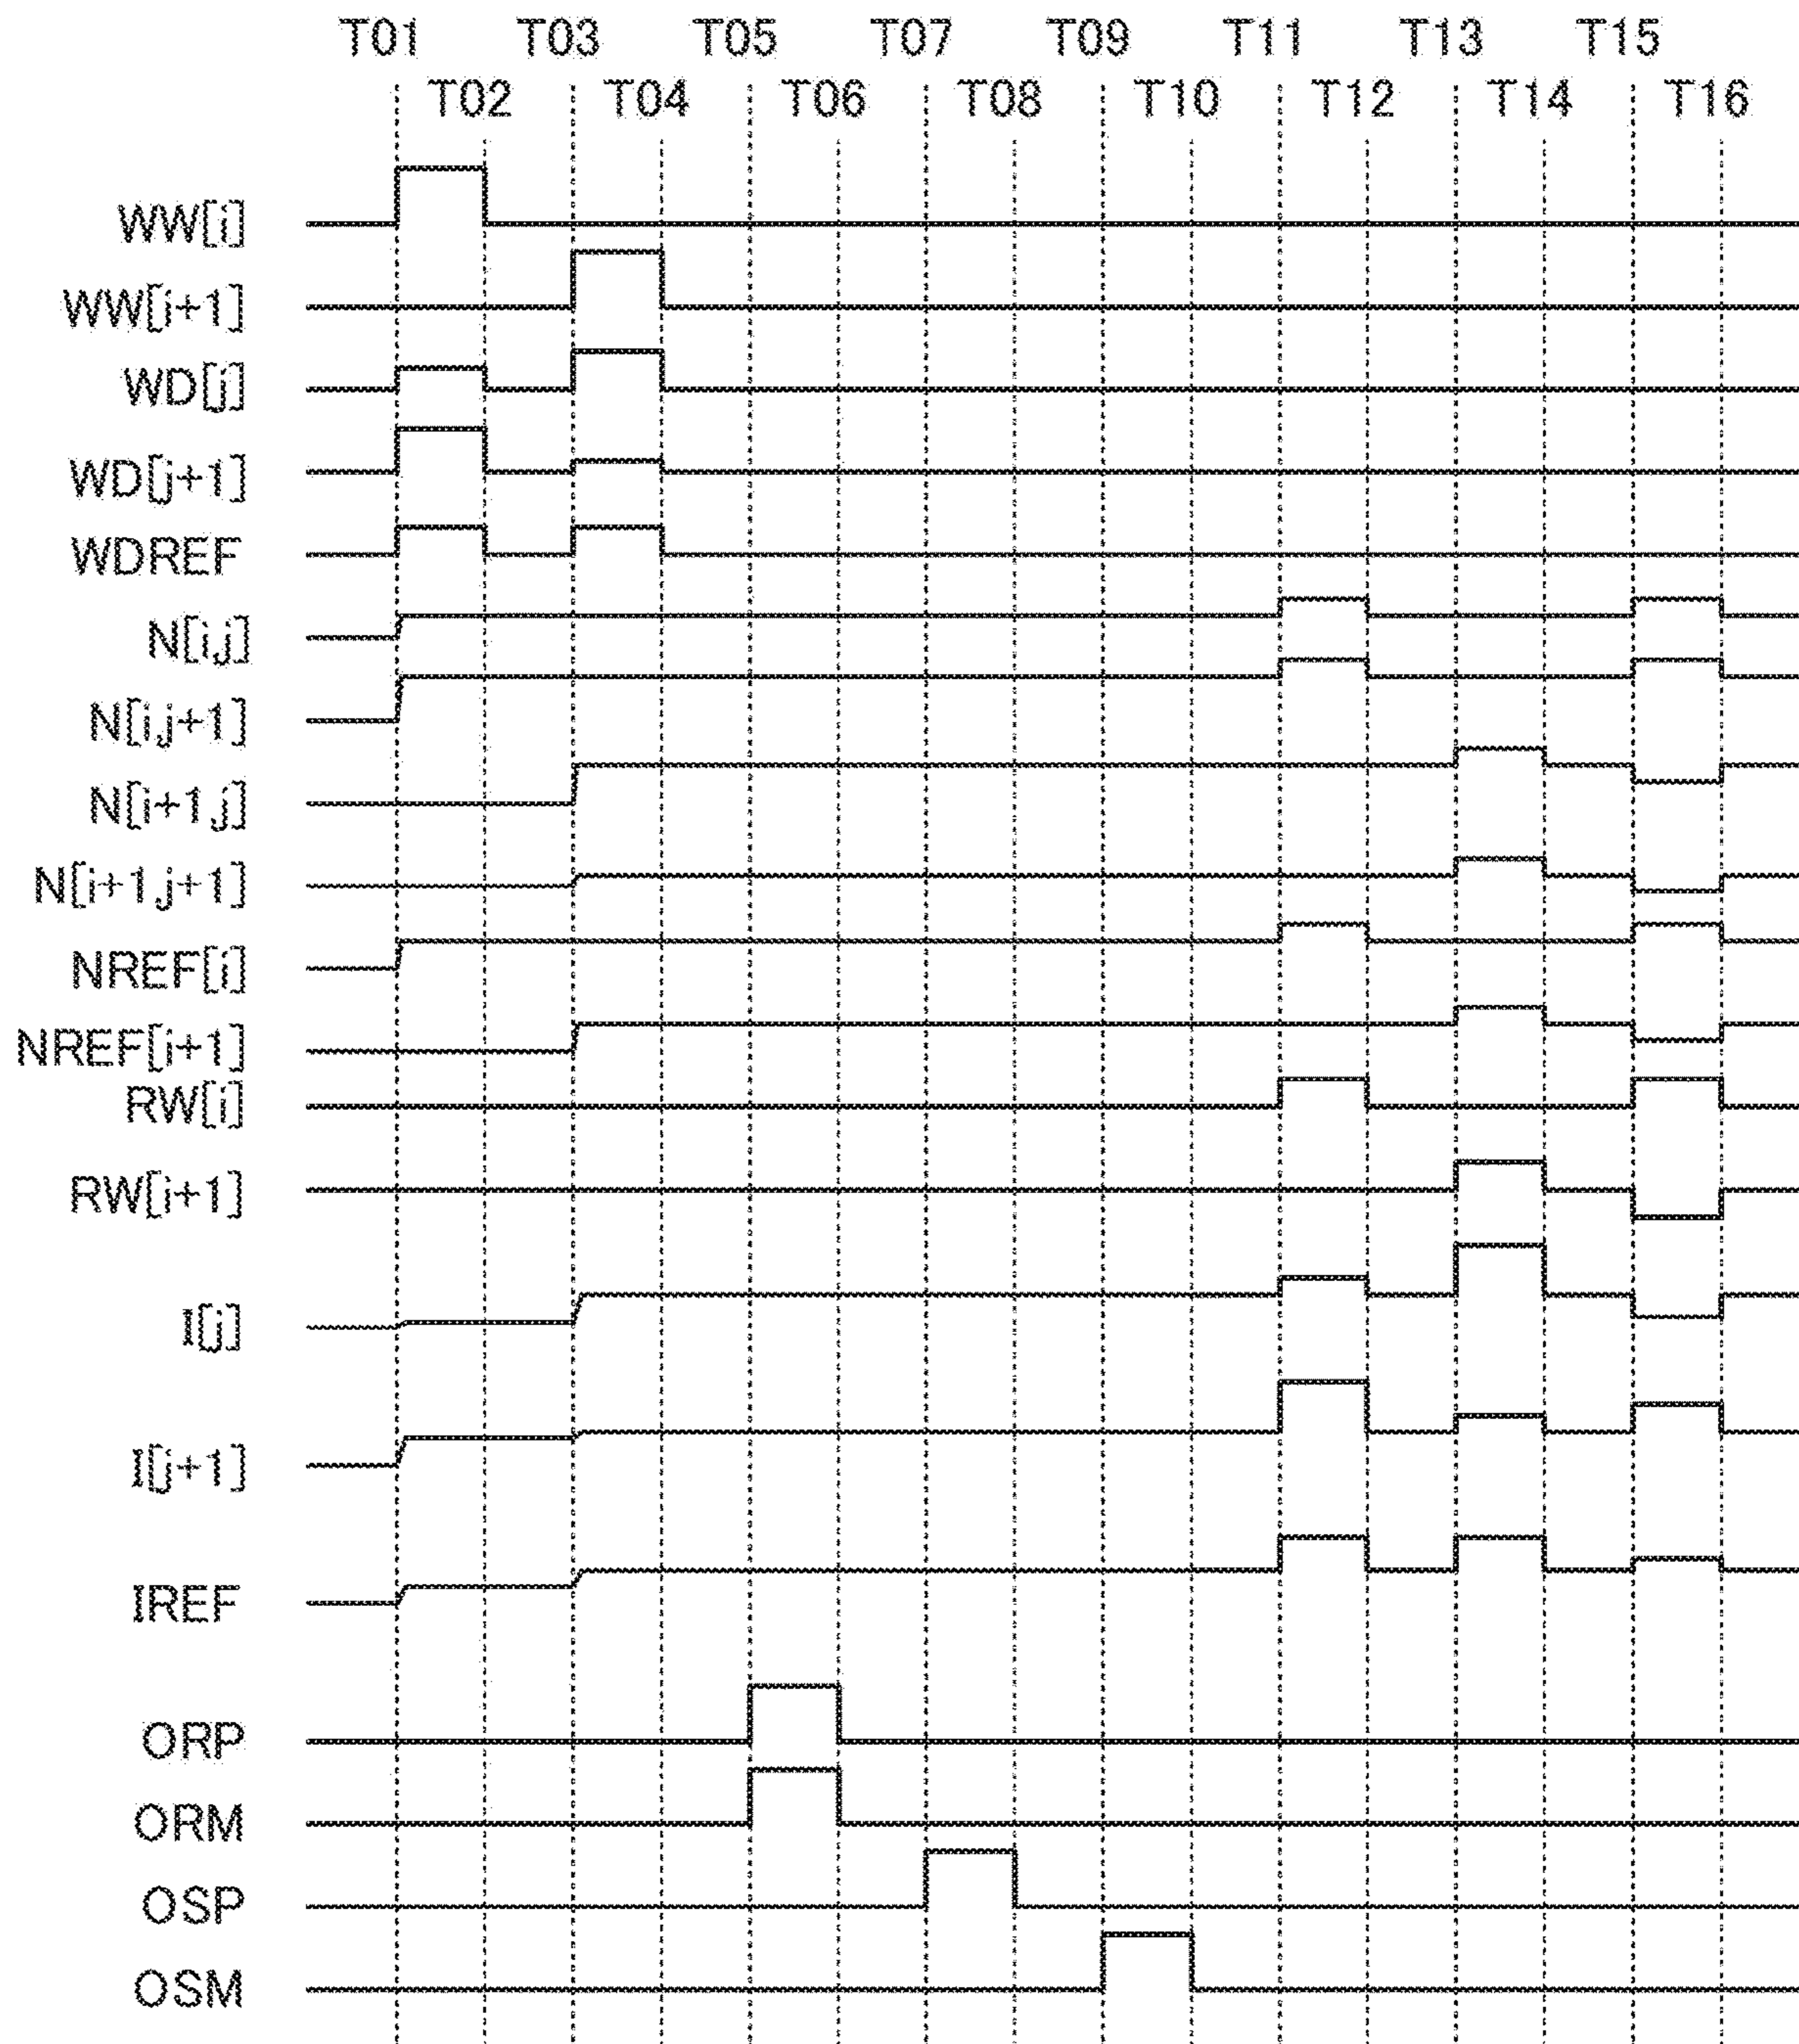 T01 T03 T05 T07 T09 T11 T13 T15
T02 T04 T06 T08 T10 T12 T14 T16
WW[i]
WW[i+1]
WD[j]
WD[j+1]
WDREF
N[i,j]
N[i,j+1]
N[i+1,j]
N[i+1,j+1]
NREF[i]
NREF[i+1]
RW[i]
RW[i+1]
I[j]
I[j+1]
IREF
ORP
ORM
OSP
OSM